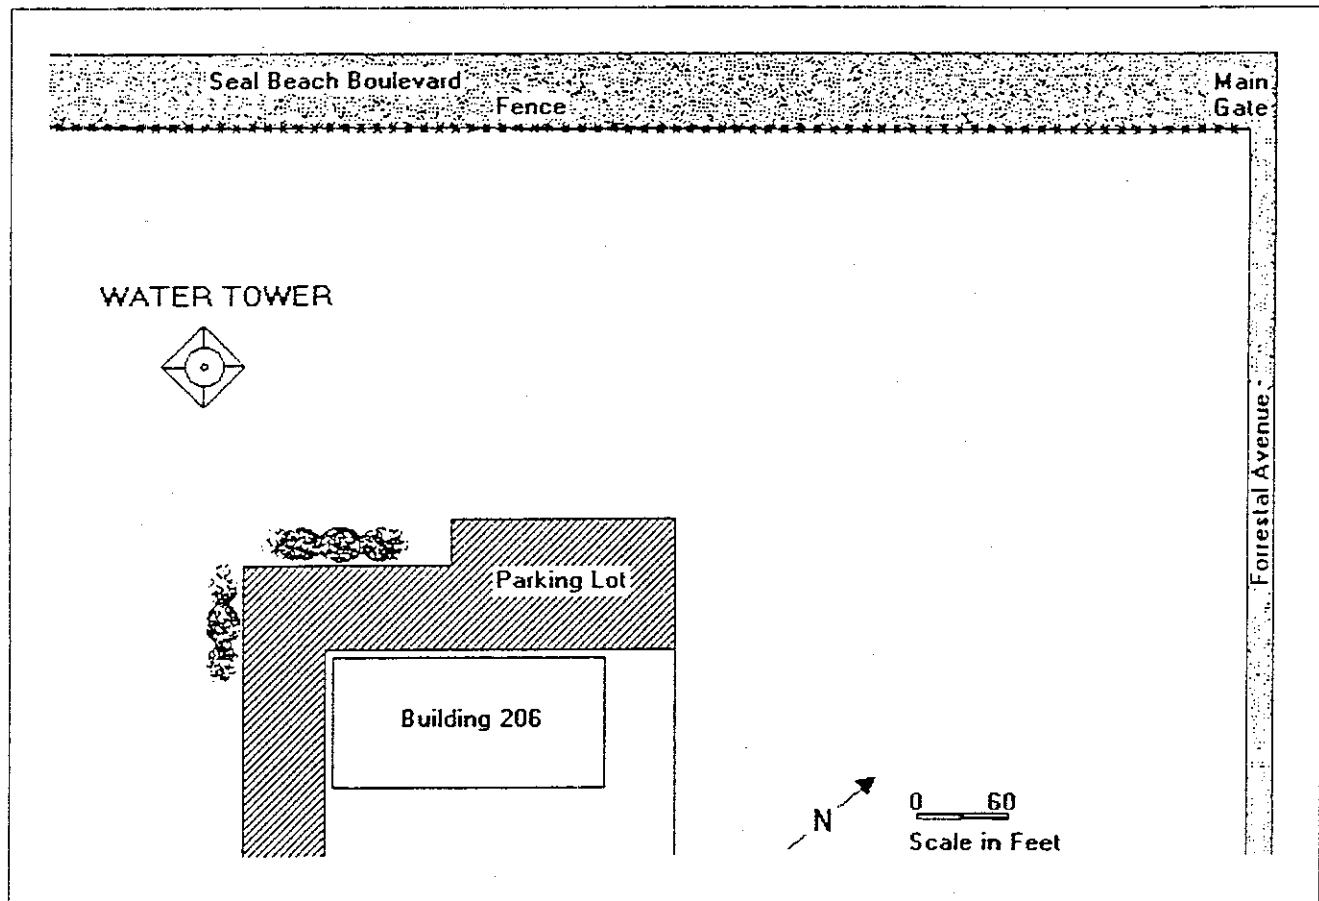 Seal Beach Boulevard
Fence
Main
Gate
WATER TOWER
Forrestal Avenue
Parking Lot
Building 206
N
0 60
Scale in Feet